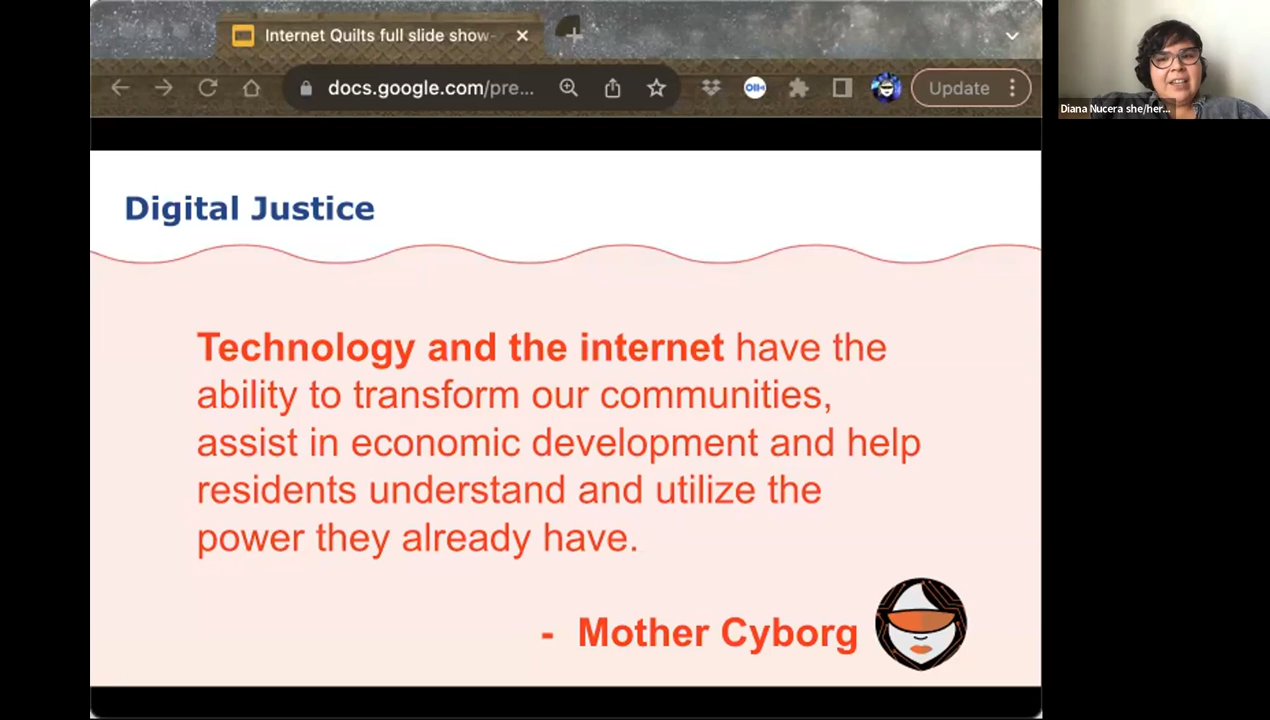 Internet Quilts full slide show-
docs.google.com/pre...
Update
Diana Nucera she/her...
Digital Justice
Technology and the internet have the
ability to transform our communities,
assist in economic development and help
residents understand and utilize the
power they already have.
- Mother Cyborg